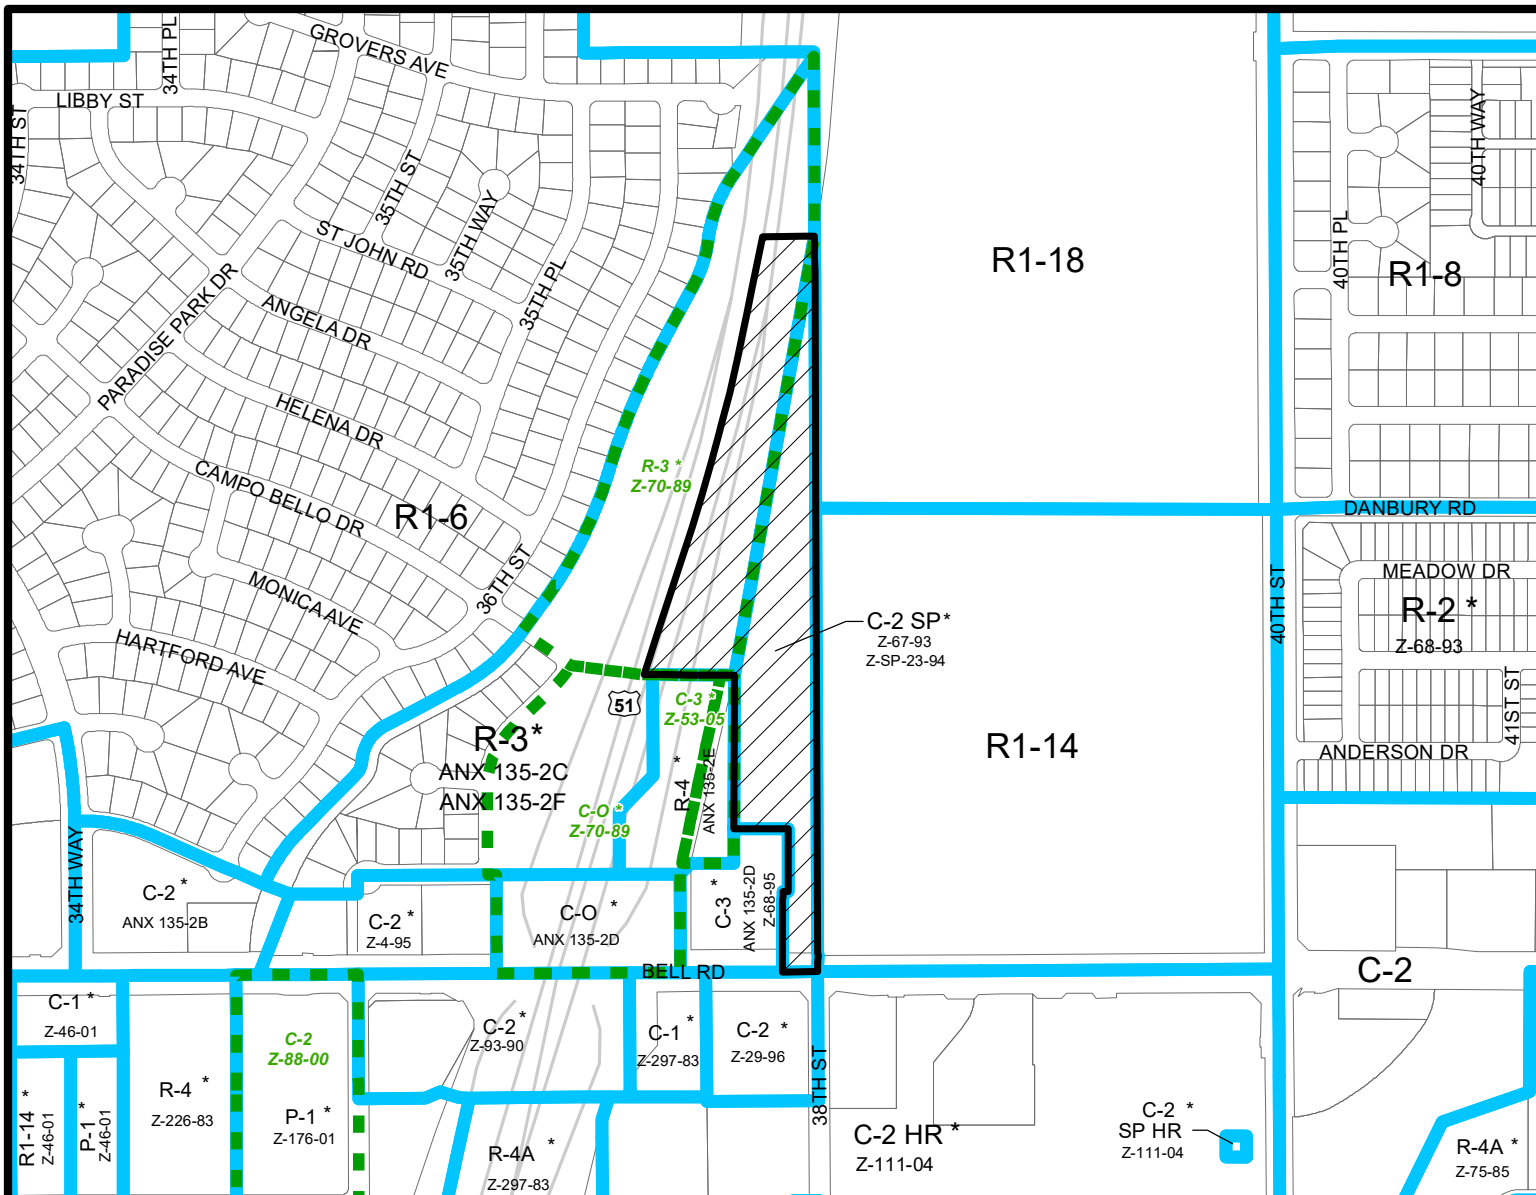 GROVERS AVE
34TH PL
LIBBY ST
34TH ST
35TH ST
35TH WAY
ST JOHN RD
35TH PL
PARADISE PARK DR
ANGELA DR
HELENA DR
CAMPO BELLO DR
R1-6
36TH ST
MONICA AVE
HARTFORD AVE
R1-18
R1-8
40TH WAY
40TH PL
R-3 *
Z-70-89
DANBURY RD
MEADOW DR
R-2 *
Z-68-93
40TH ST
41ST ST
ANDERSON DR
C-2 SP*
Z-67-93
Z-SP-23-94
51
C-3 *
Z-53-05
R-3*
ANX 135-2C
ANX 135-2F
R-4 *
ANX 135-2E
R1-14
C-O *
Z-70-89
34TH WAY
C-2 *
ANX 135-2B
C-2 *
Z-4-95
C-O *
ANX 135-2D
C-3 *
ANX 135-2D
Z-68-95
BELL RD
C-2
C-1 *
Z-46-01
C-2
Z-88-00
C-2 *
Z-93-90
C-1 *
Z-297-83
C-2 *
Z-29-96
38TH ST
R1-14 *
Z-46-01
P-1 *
Z-46-01
R-4 *
Z-226-83
P-1 *
Z-176-01
R-4A *
Z-297-83
C-2 HR *
Z-111-04
C-2 *
SP HR
Z-111-04
R-4A *
Z-75-85